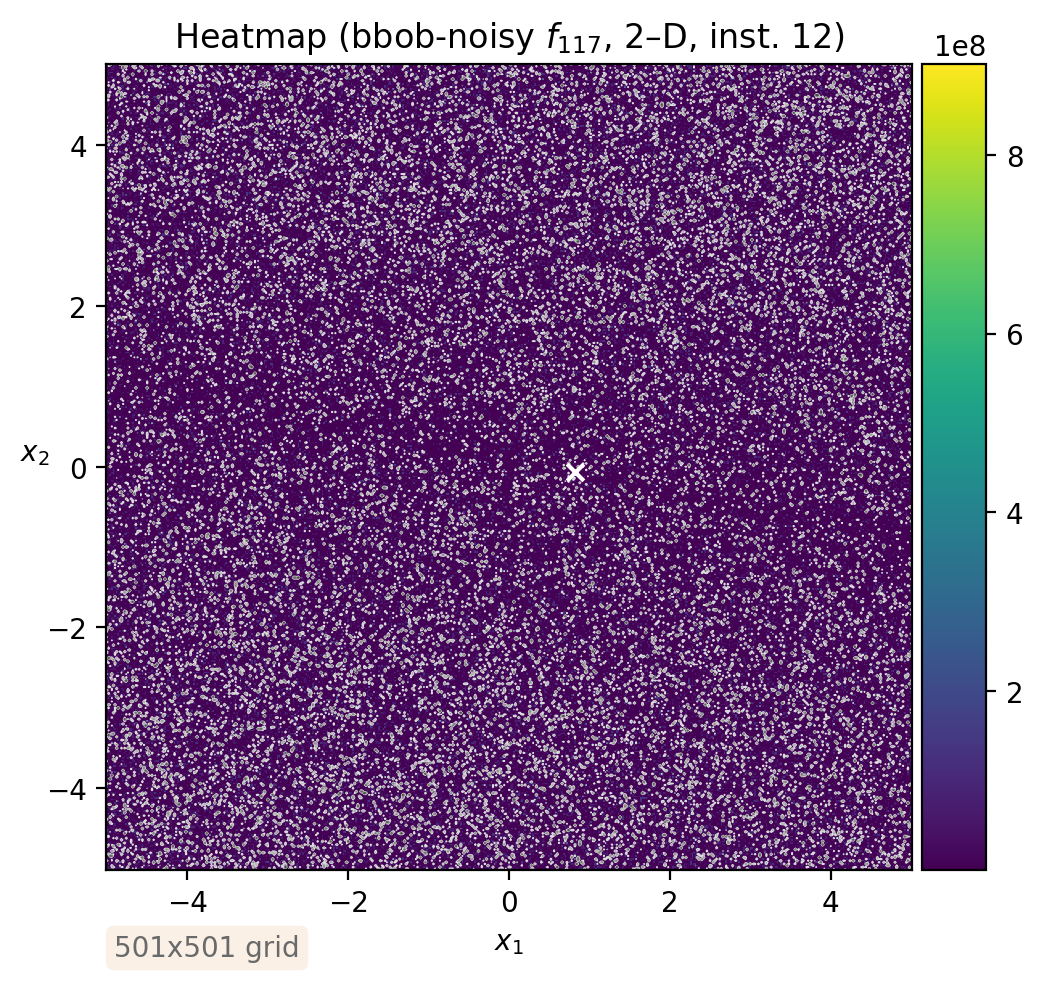 Heatmap (bbob-noisy f117, 2–D, inst. 12)
1e8
8
6
4
2
4
2
0
−2
−4
x2
−4 −2 0 2 4
x1
501x501 grid